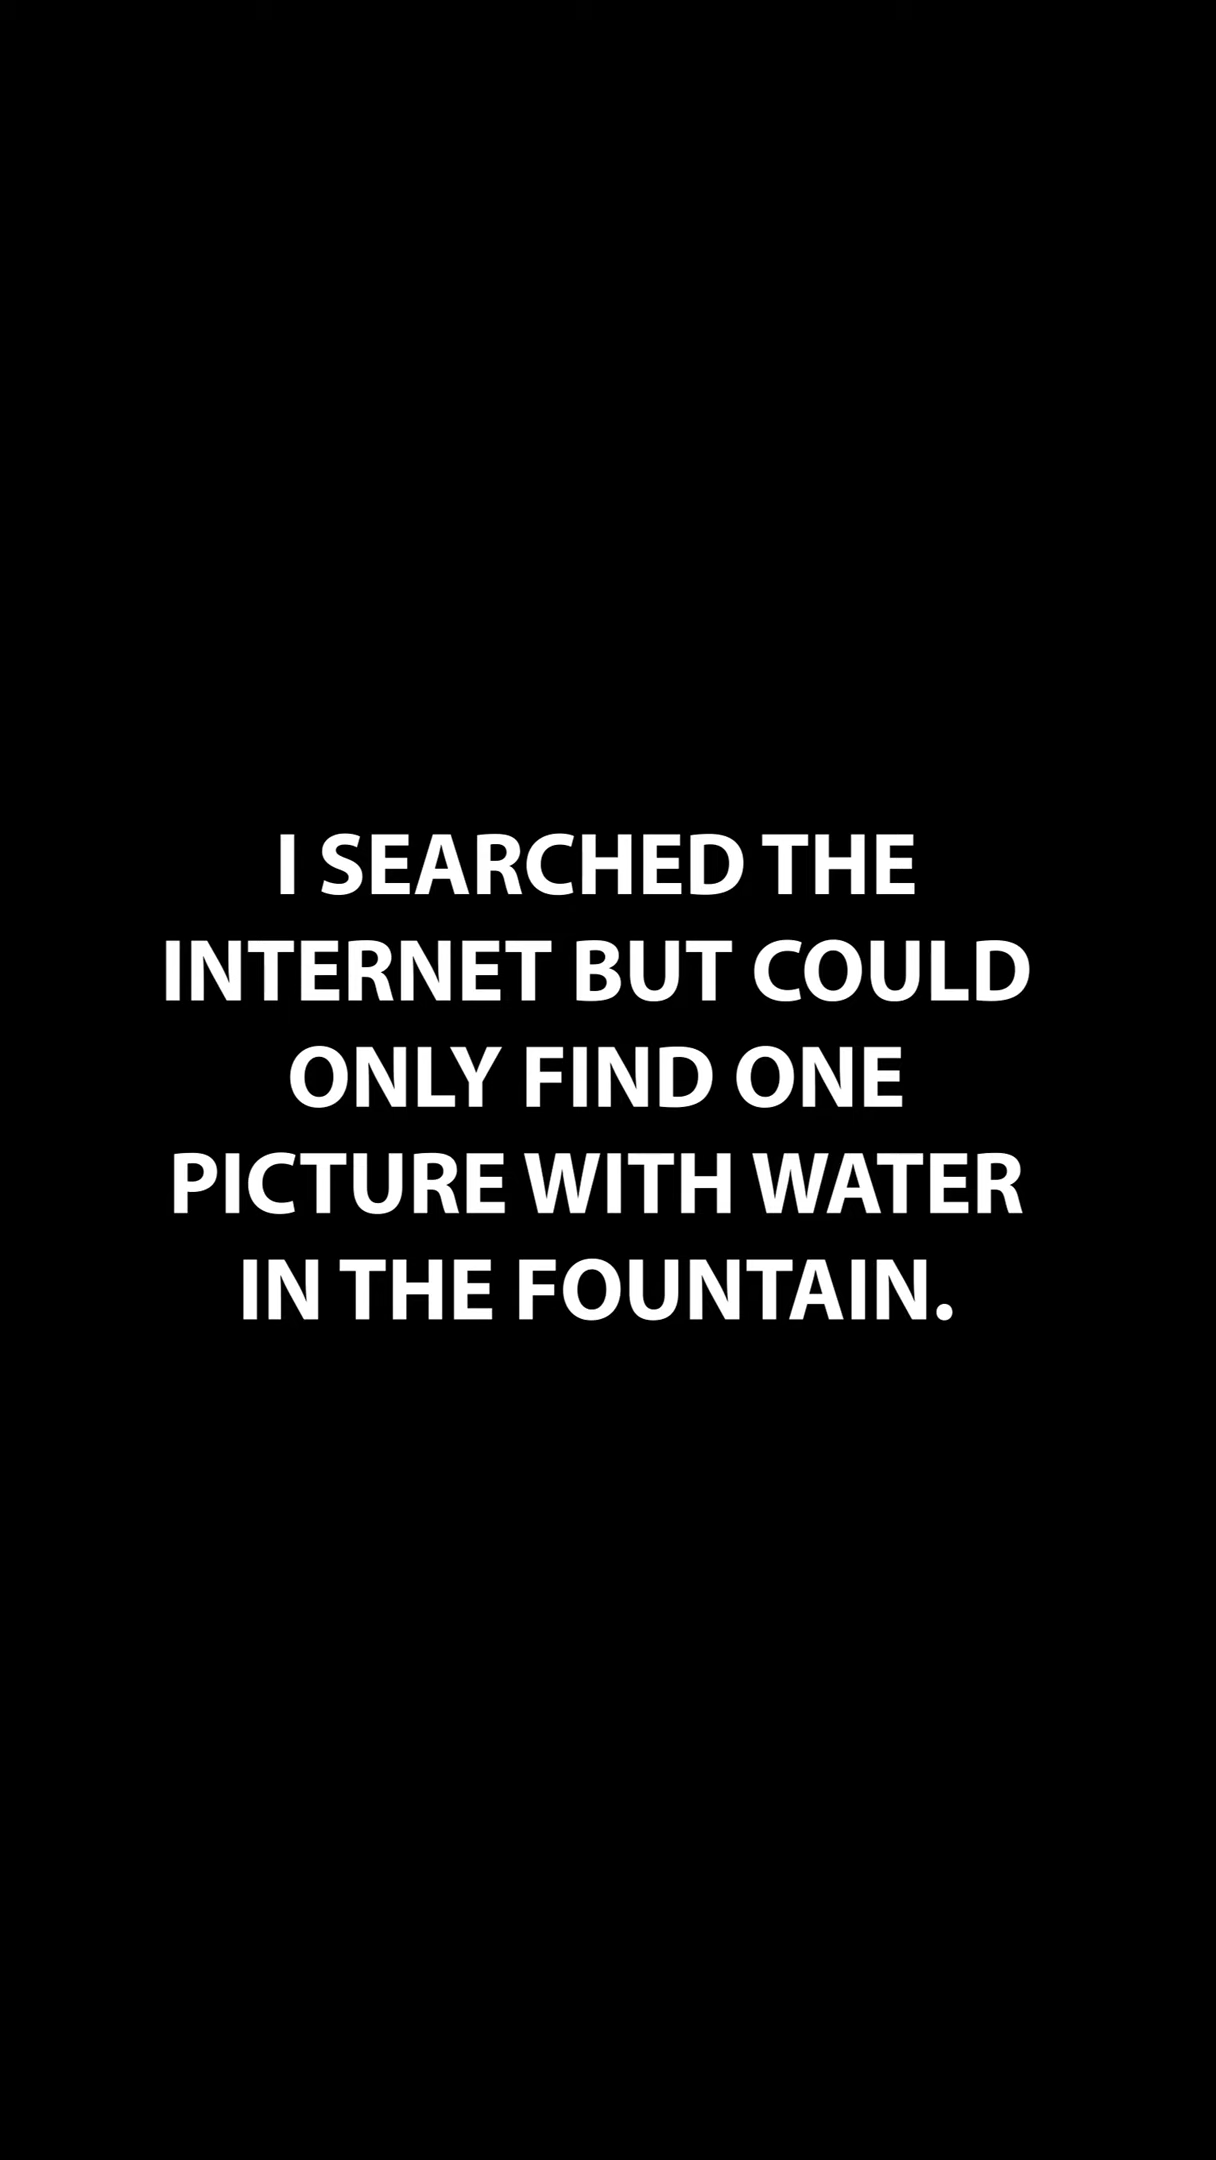 I SEARCHED THE
INTERNET BUT COULD
ONLY FIND ONE
PICTURE WITH WATER
IN THE FOUNTAIN.